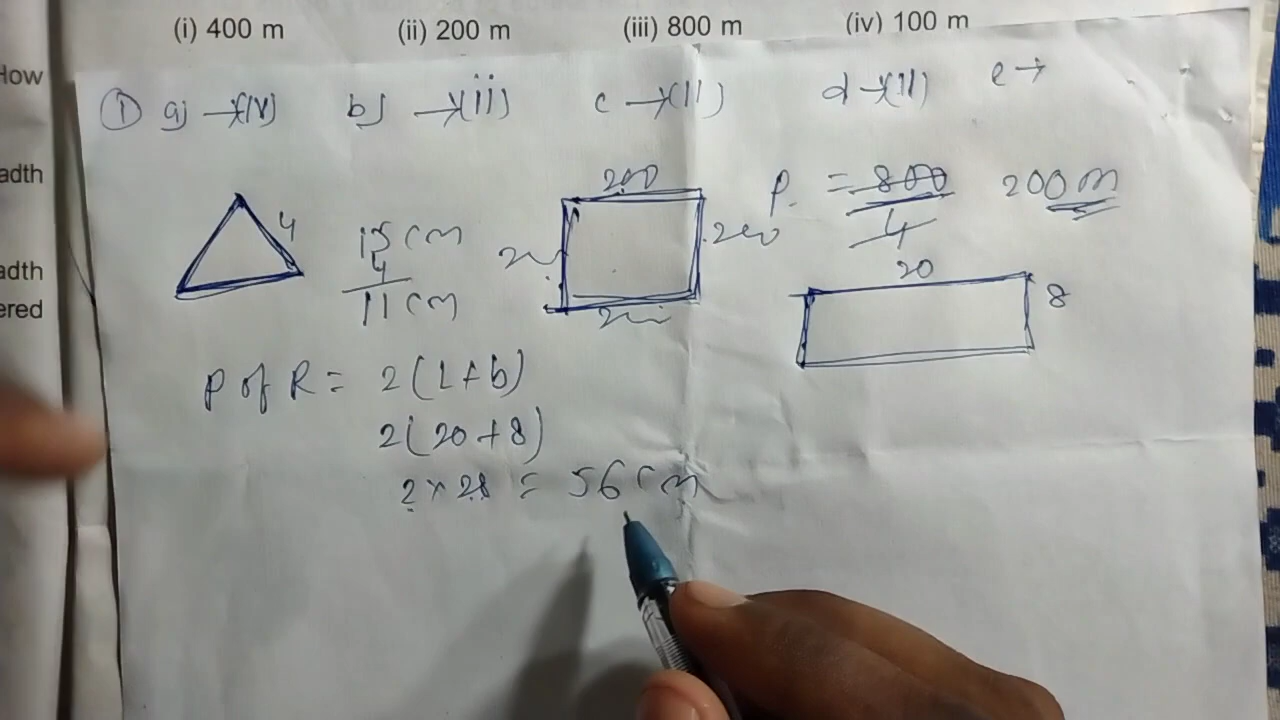 (i) 400 m (ii) 200 m (iii) 800 m (iv) 100 m
How
① a) →(iv) b) →(ii) c →(ii) d →(ii) e →
adth
200
P. = 800 200 m
4
4
15 cm
200
4
11 cm
20
8
adth
ered
P of R = 2(l+b)
2(20+8)
2×28 = 56 cm